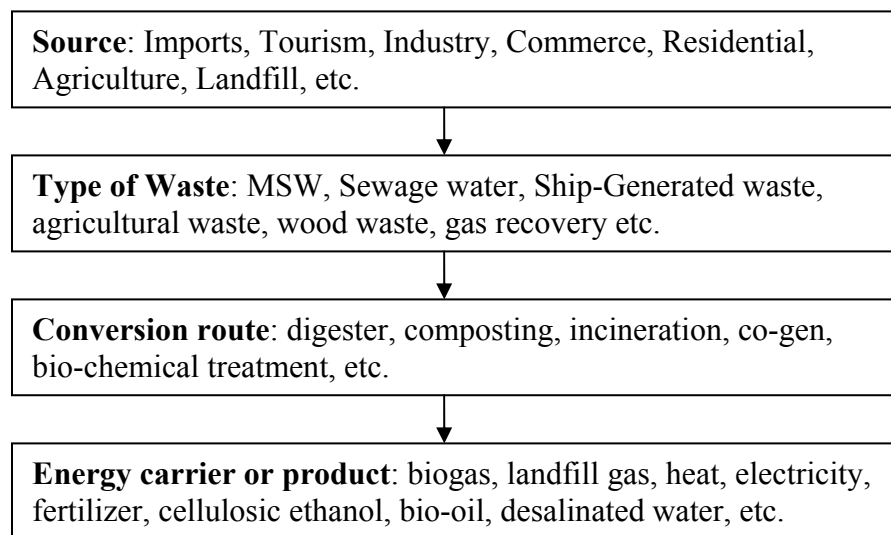 Source: Imports, Tourism, Industry, Commerce, Residential,
Agriculture, Landfill, etc.
Type of Waste: MSW, Sewage water, Ship-Generated waste,
agricultural waste, wood waste, gas recovery etc.
Conversion route: digester, composting, incineration, co-gen,
bio-chemical treatment, etc.
Energy carrier or product: biogas, landfill gas, heat, electricity,
fertilizer, cellulosic ethanol, bio-oil, desalinated water, etc.